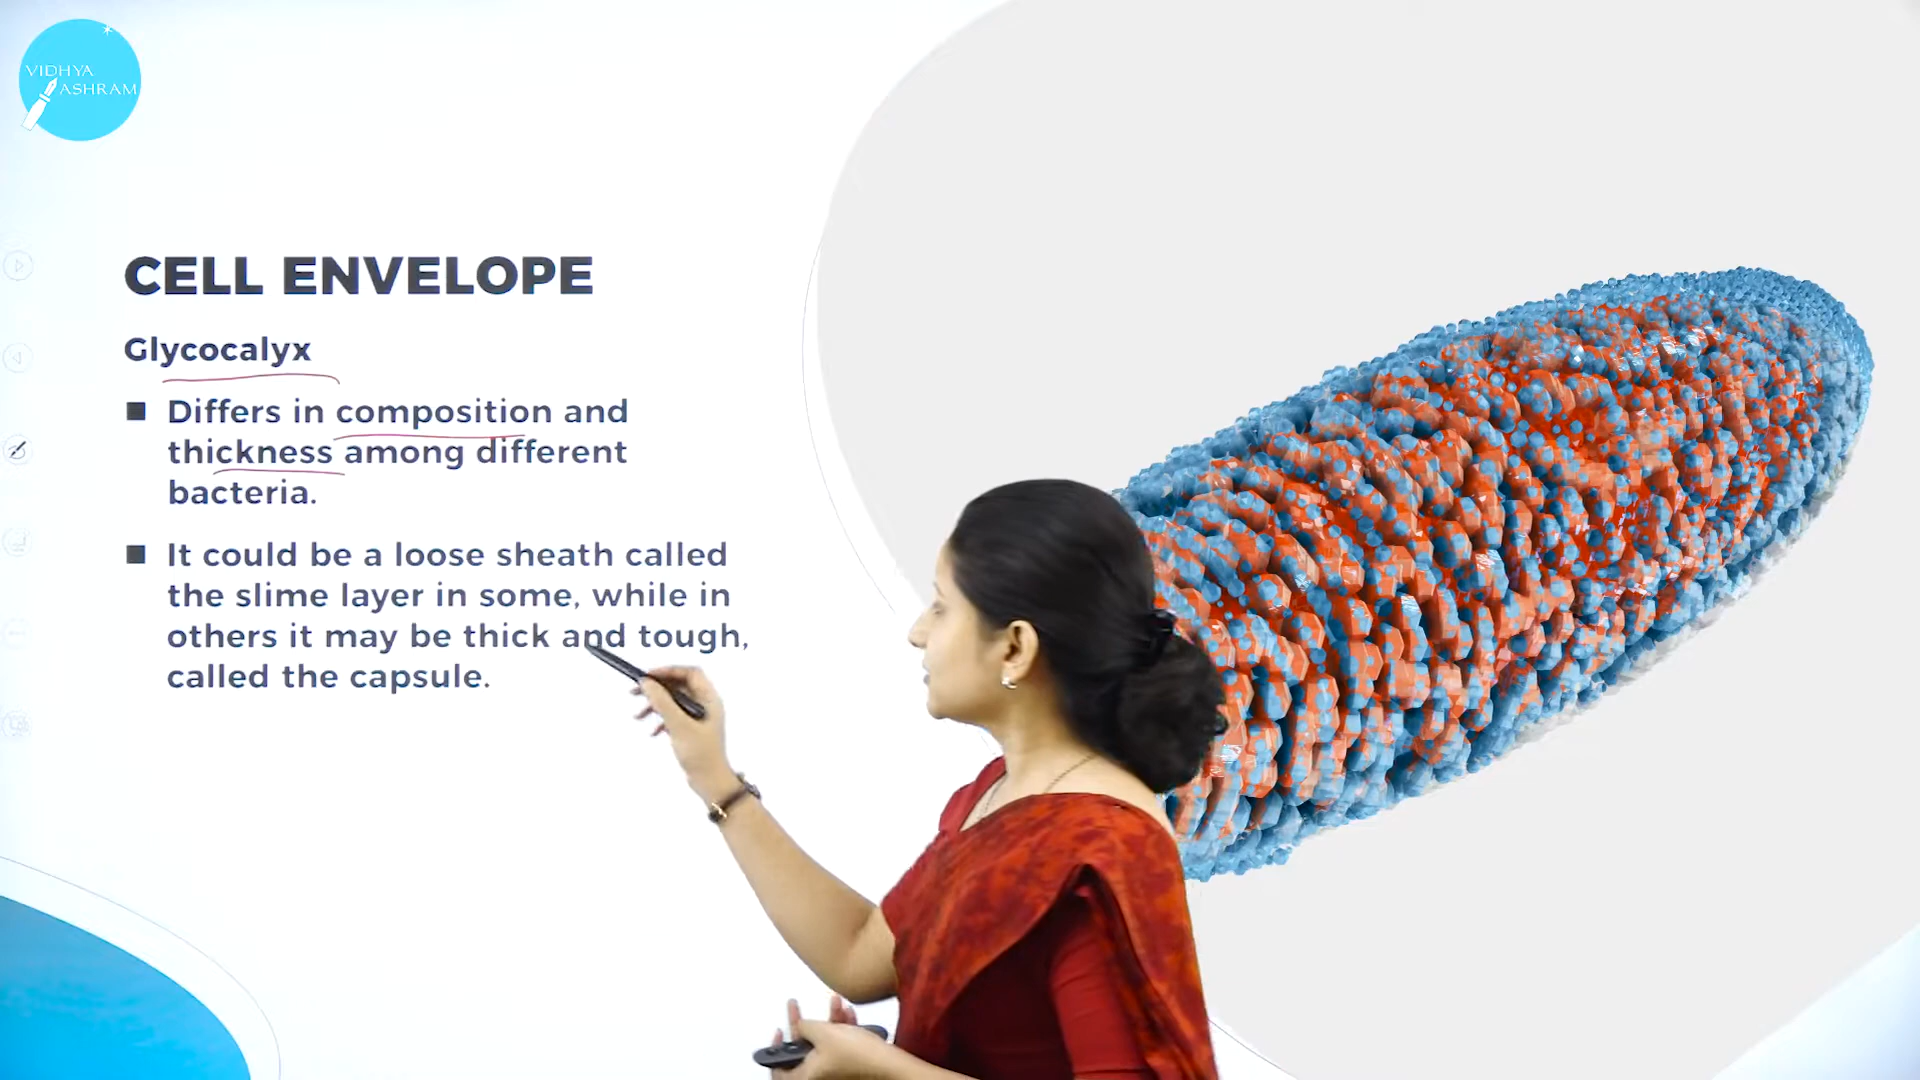 VIDHYA
ASHRAM
CELL ENVELOPE
Glycocalyx
Differs in composition and
thickness among different
bacteria.
It could be a loose sheath called
the slime layer in some, while in
others it may be thick and tough,
called the capsule.